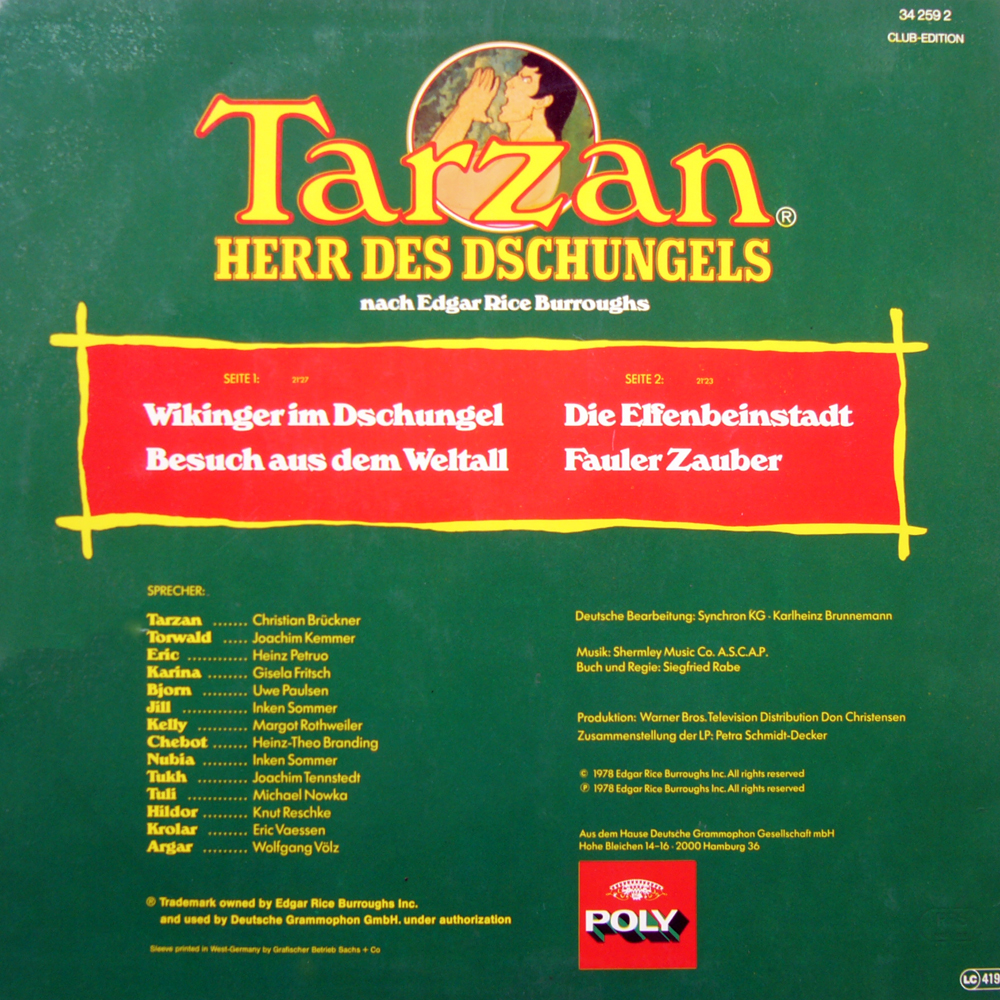 34 259 2
CLUB-EDITION
Tarzan®
HERR DES DSCHUNGELS
nach Edgar Rice Burroughs
SEITE 1: 21'27
Wikinger im Dschungel
Besuch aus dem Weltall
SEITE 2: 21'23
Die Elfenbeinstadt
Fauler Zauber
SPRECHER:
Tarzan ....... Christian Brückner
Torwald ..... Joachim Kemmer
Eric ............ Heinz Petruo
Karina ........ Gisela Fritsch
Bjorn ......... Uwe Paulsen
Jill ............. Inken Sommer
Kelly .......... Margot Rothweiler
Chebot ....... Heinz-Theo Branding
Nubia ......... Inken Sommer
Tukh .......... Joachim Tennstedt
Tuli ............ Michael Nowka
Hildor ........ Knut Reschke
Krolar ........ Eric Vaessen
Argar ......... Wolfgang Völz
® Trademark owned by Edgar Rice Burroughs Inc.
and used by Deutsche Grammophon GmbH. under authorization
Sleeve printed in West-Germany by Grafischer Betrieb Sachs + Co
Deutsche Bearbeitung: Synchron KG · Karlheinz Brunnemann
Musik: Shermley Music Co. A.S.C.A.P.
Buch und Regie: Siegfried Rabe
Produktion: Warner Bros. Television Distribution Don Christensen
Zusammenstellung der LP: Petra Schmidt-Decker
© 1978 Edgar Rice Burroughs Inc. All rights reserved
℗ 1978 Edgar Rice Burroughs Inc. All rights reserved
Aus dem Hause Deutsche Grammophon Gesellschaft mbH
Hohe Bleichen 14-16 · 2000 Hamburg 36
POLY
LC 419